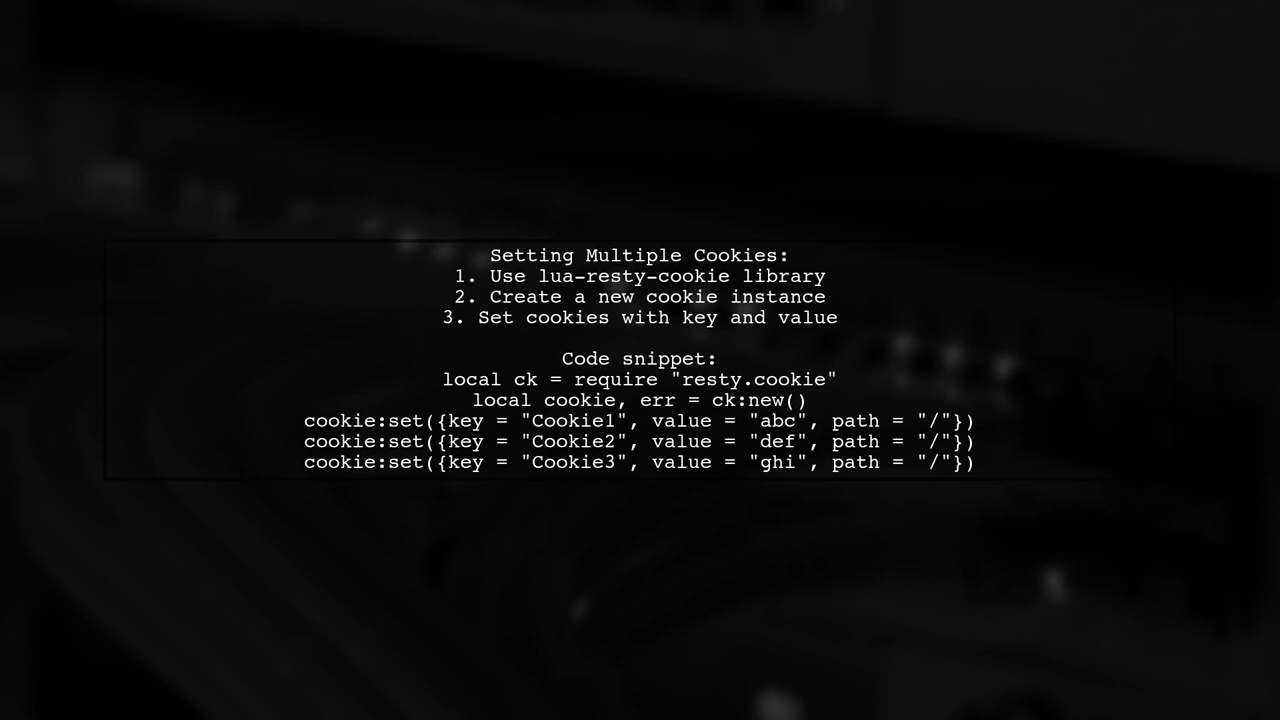 Setting Multiple Cookies:
1. Use lua-resty-cookie library
2. Create a new cookie instance
3. Set cookies with key and value
Code snippet:
local ck = require "resty.cookie"
local cookie, err = ck:new()
cookie:set({key = "Cookie1", value = "abc", path = "/"})
cookie:set({key = "Cookie2", value = "def", path = "/"})
cookie:set({key = "Cookie3", value = "ghi", path = "/"})